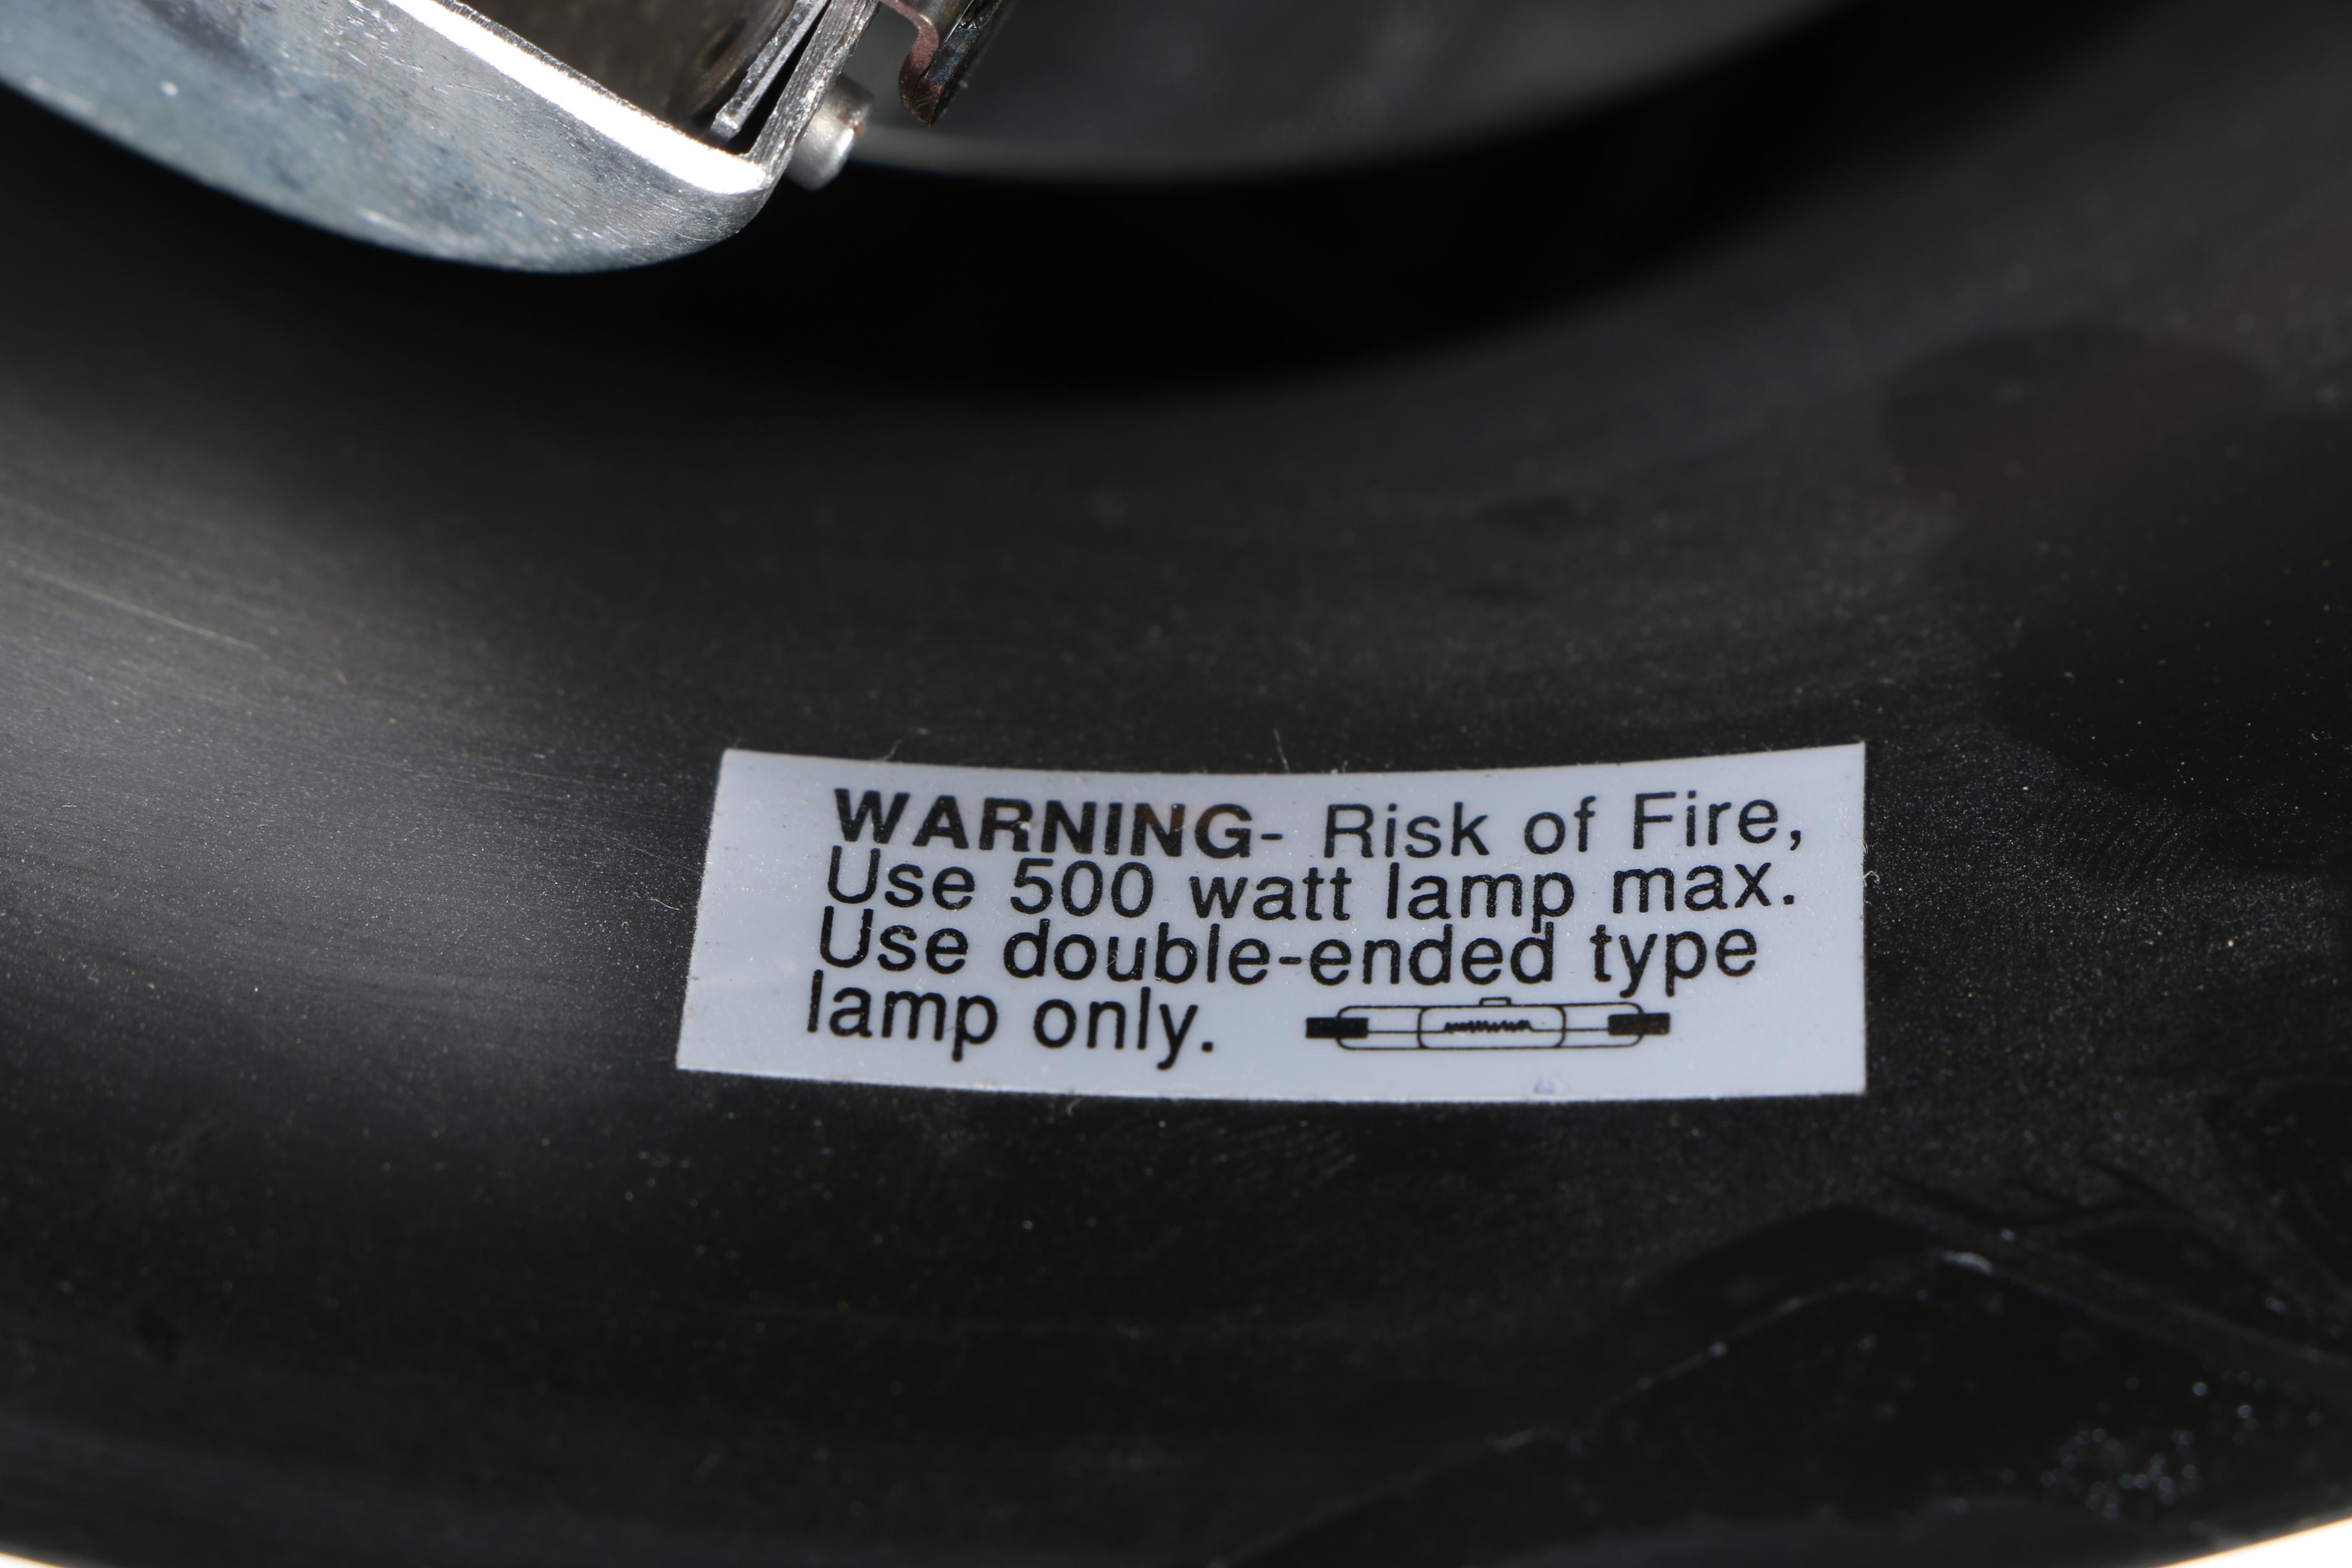 WARNING- Risk of Fire,
Use 500 watt lamp max.
Use double-ended type
lamp only.